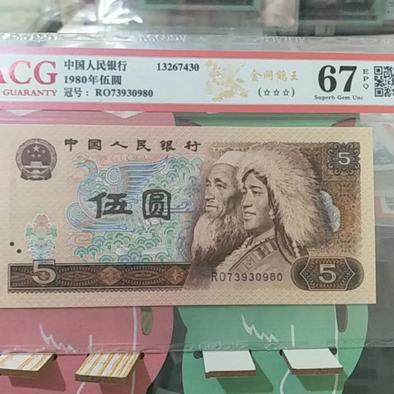 ACG
GUARANTY
中国人民银行 13267430
1980年伍圆
冠号：RO73930980
金网鹤王
(☆☆☆)
67 EPQ
Superb Gem Unc
中国人民银行
5
伍圆
RO73930980
5 5